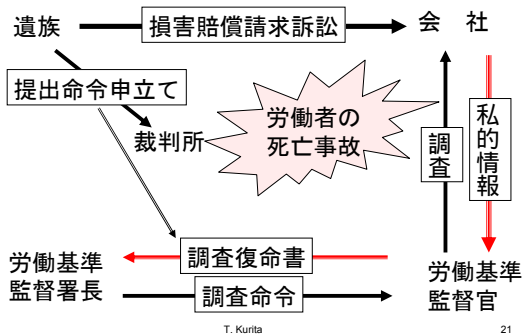 遺族
損害賠償請求訴訟
会　社
提出命令申立て
裁判所
労働者の
死亡事故
調査
私的情報
調査復命書
労働基準
監督署長
調査命令
労働基準
監督官
T. Kurita
21